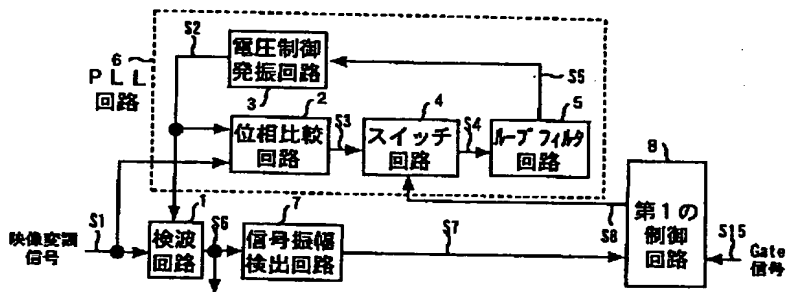 S2
6
PLL
回路
電圧制御
発振回路
3
S5
2
位相比較
回路
S3
4
スイッチ
回路
S4
5
ループフィルタ
回路
8
第1の
制御
回路
S8
S15
Gate
信号
映像変調
信号
S1
1
検波
回路
S6
7
信号振幅
検出回路
S7